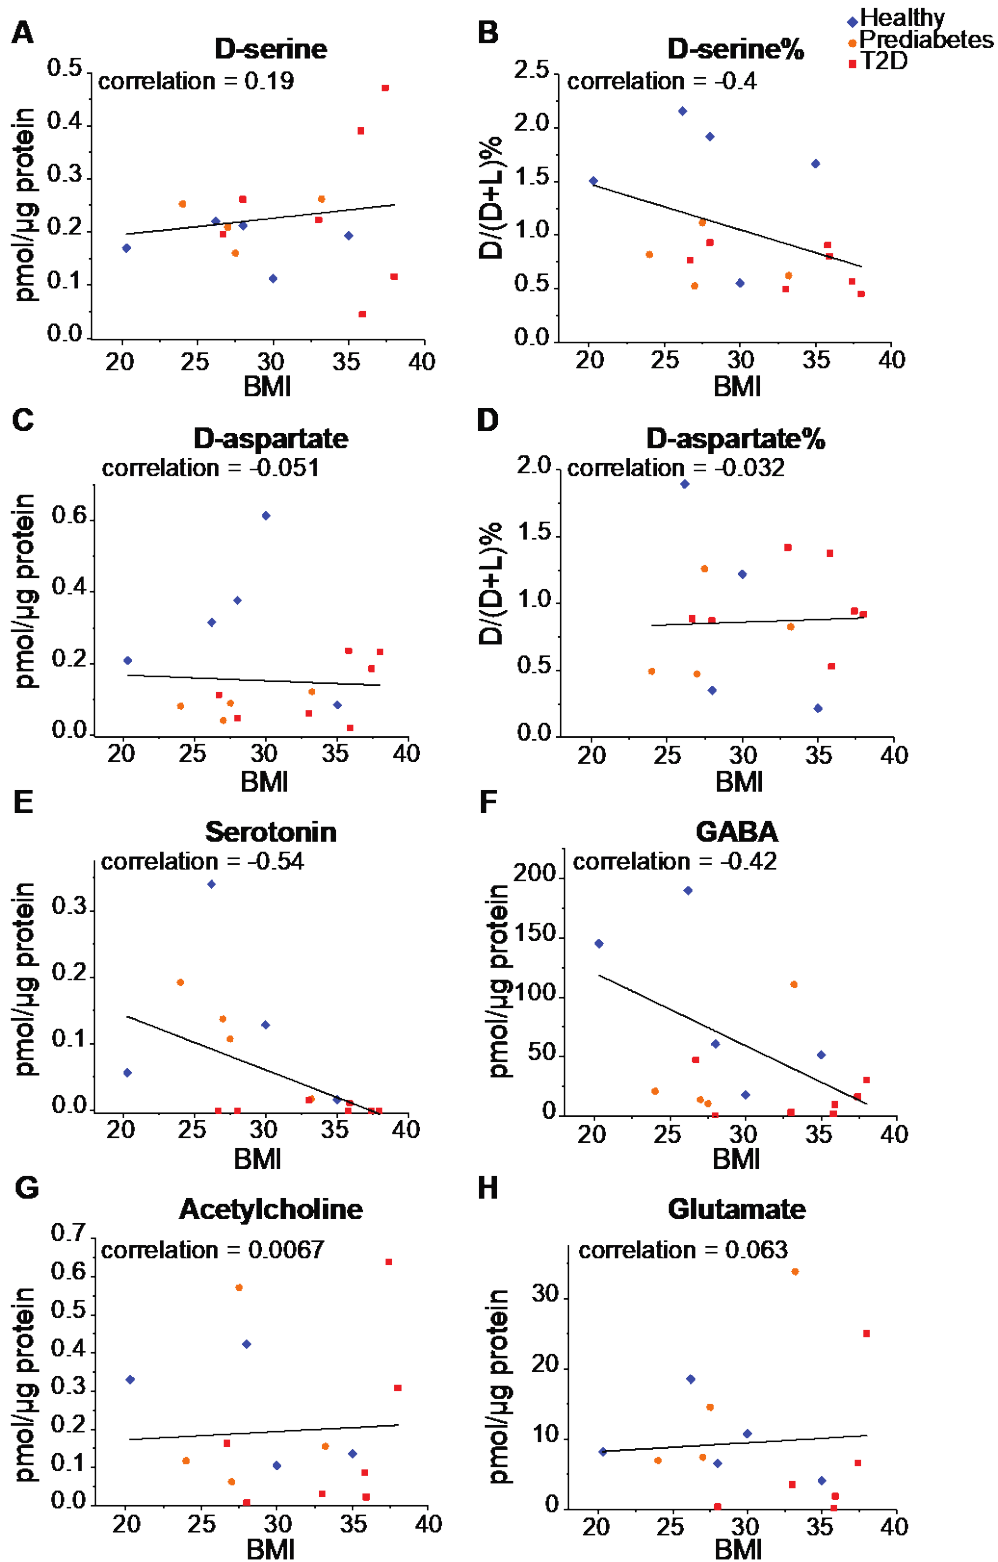 Healthy
Prediabetes
T2D
A
D-serine
correlation = 0.19
pmol/µg protein
0.5
0.4
0.3
0.2
0.1
0.0
20 25 30 35 40
BMI
B
D-serine%
correlation = -0.4
D/(D+L)%
2.5
2.0
1.5
1.0
0.5
0.0
20 25 30 35 40
BMI
C
D-aspartate
correlation = -0.051
pmol/µg protein
0.6
0.4
0.2
0.0
20 25 30 35 40
BMI
D
D-aspartate%
correlation = -0.032
D/(D+L)%
2.0
1.5
1.0
0.5
0.0
20 25 30 35 40
BMI
E
Serotonin
correlation = -0.54
pmol/µg protein
0.3
0.2
0.1
0.0
20 25 30 35 40
BMI
F
GABA
correlation = -0.42
pmol/µg protein
200
150
100
50
0
20 25 30 35 40
BMI
G
Acetylcholine
correlation = 0.0067
pmol/µg protein
0.7
0.6
0.5
0.4
0.3
0.2
0.1
0.0
20 25 30 35 40
BMI
H
Glutamate
correlation = 0.063
pmol/µg protein
30
20
10
0
20 25 30 35 40
BMI